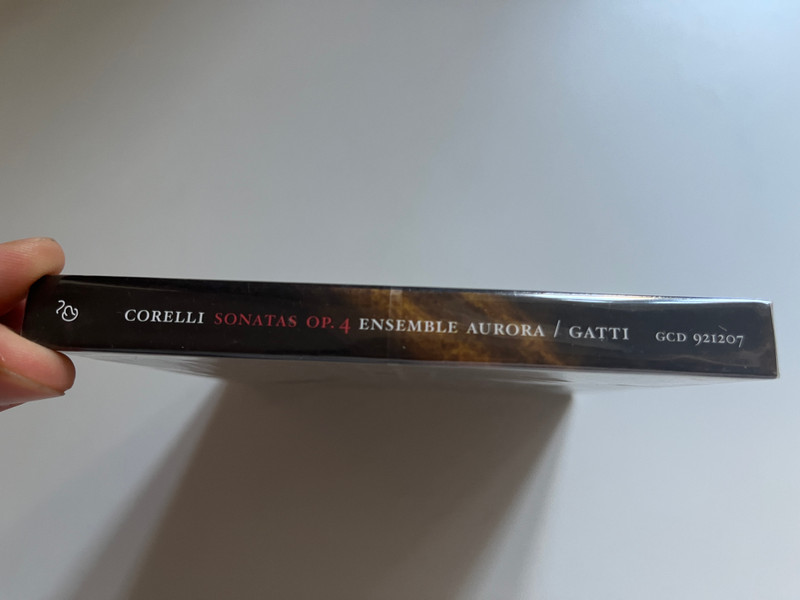 CORELLI SONATAS OP. 4 ENSEMBLE AURORA / GATTI GCD 921207